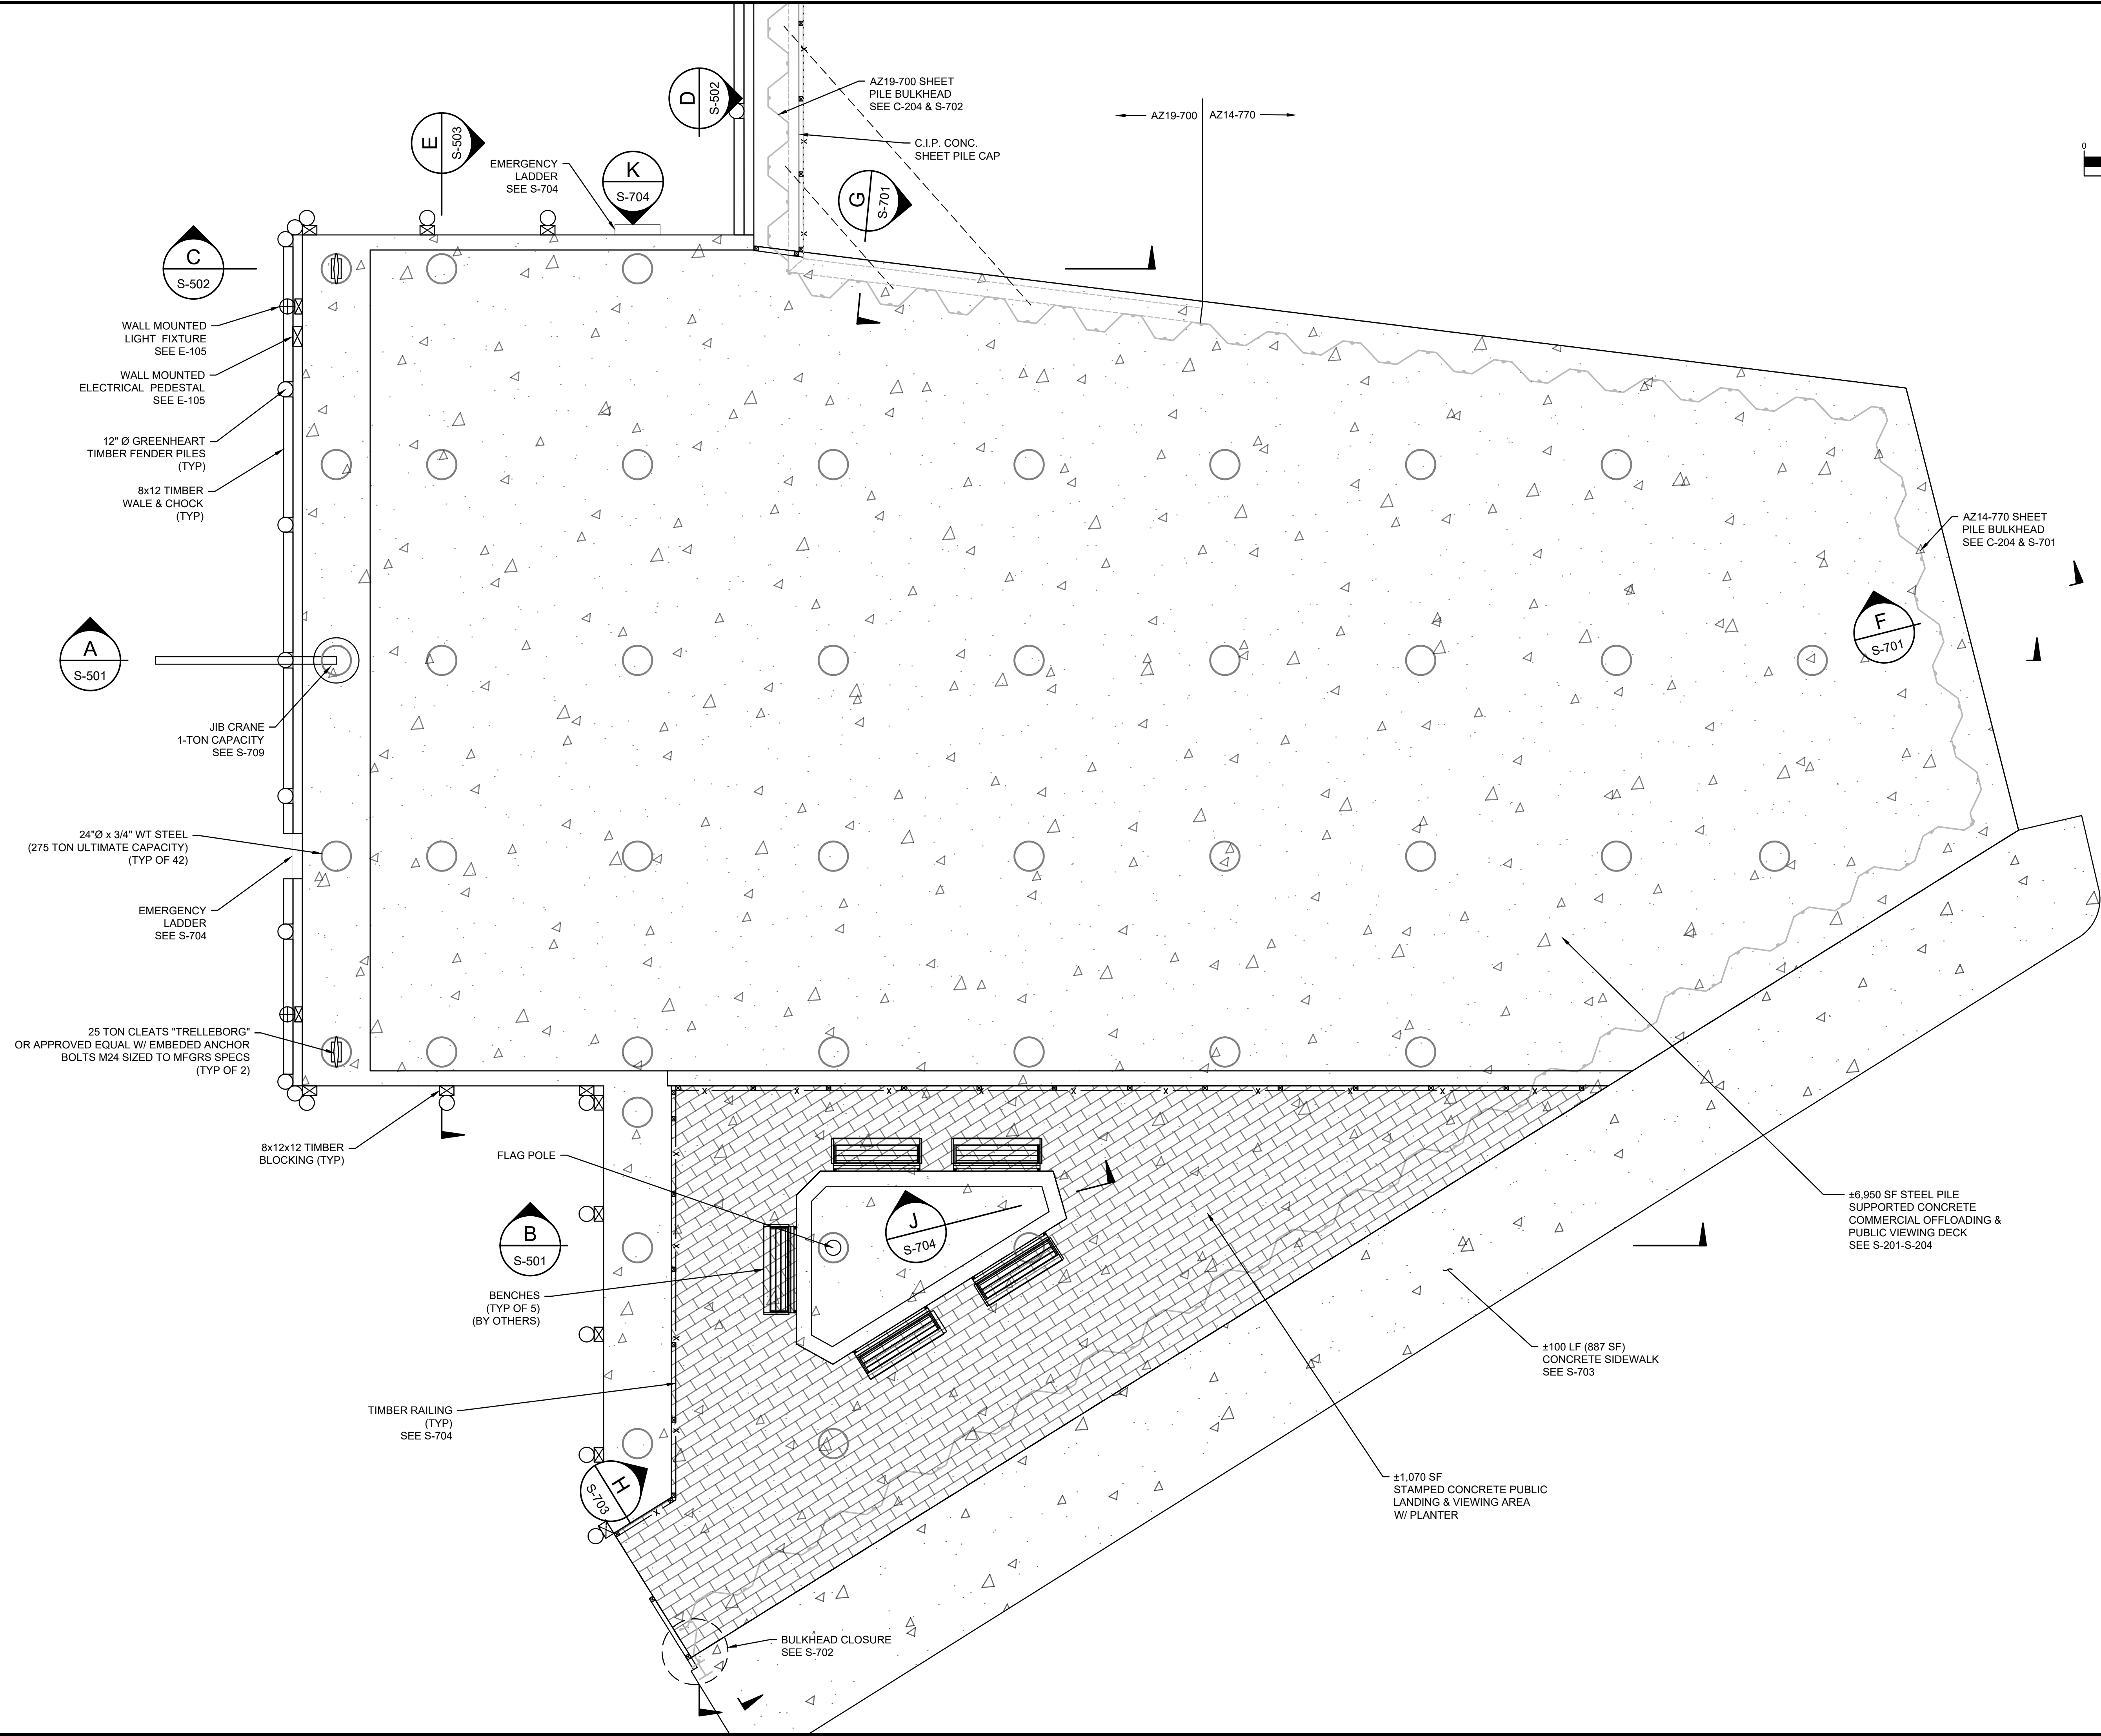 AZ19-700 SHEET
PILE BULKHEAD
SEE C-204 & S-702
D
S-502
AZ19-700
AZ14-770
E
S-503
C.I.P. CONC.
SHEET PILE CAP
0
EMERGENCY
LADDER
SEE S-704
K
S-704
G
S-701
C
S-502
WALL MOUNTED
LIGHT FIXTURE
SEE E-105
WALL MOUNTED
ELECTRICAL PEDESTAL
SEE E-105
12" Ø GREENHEART
TIMBER FENDER PILES
(TYP)
8x12 TIMBER
WALE & CHOCK
(TYP)
AZ14-770 SHEET
PILE BULKHEAD
SEE C-204 & S-701
F
S-701
A
S-501
JIB CRANE
1-TON CAPACITY
SEE S-709
24"Ø x 3/4" WT STEEL
(275 TON ULTIMATE CAPACITY)
(TYP OF 42)
EMERGENCY
LADDER
SEE S-704
25 TON CLEATS "TRELLEBORG"
OR APPROVED EQUAL W/ EMBEDED ANCHOR
BOLTS M24 SIZED TO MFGRS SPECS
(TYP OF 2)
8x12x12 TIMBER
BLOCKING (TYP)
FLAG POLE
J
S-704
B
S-501
±6,950 SF STEEL PILE
SUPPORTED CONCRETE
COMMERCIAL OFFLOADING &
PUBLIC VIEWING DECK
SEE S-201-S-204
BENCHES
(TYP OF 5)
(BY OTHERS)
±100 LF (887 SF)
CONCRETE SIDEWALK
SEE S-703
TIMBER RAILING
(TYP)
SEE S-704
H
S-703
±1,070 SF
STAMPED CONCRETE PUBLIC
LANDING & VIEWING AREA
W/ PLANTER
BULKHEAD CLOSURE
SEE S-702